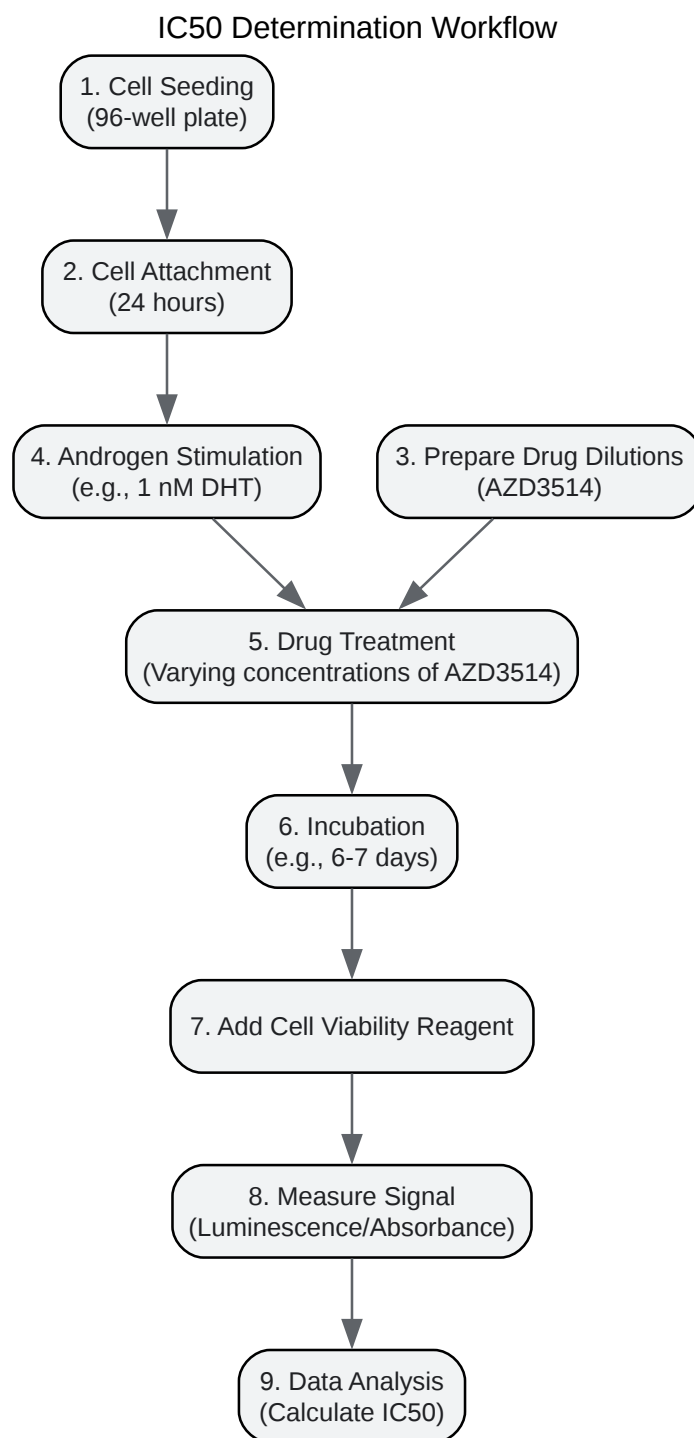 IC50 Determination Workflow
1. Cell Seeding
(96-well plate)
2. Cell Attachment
(24 hours)
4. Androgen Stimulation
(e.g., 1 nM DHT)
3. Prepare Drug Dilutions
(AZD3514)
5. Drug Treatment
(Varying concentrations of AZD3514)
6. Incubation
(e.g., 6-7 days)
7. Add Cell Viability Reagent
8. Measure Signal
(Luminescence/Absorbance)
9. Data Analysis
(Calculate IC50)